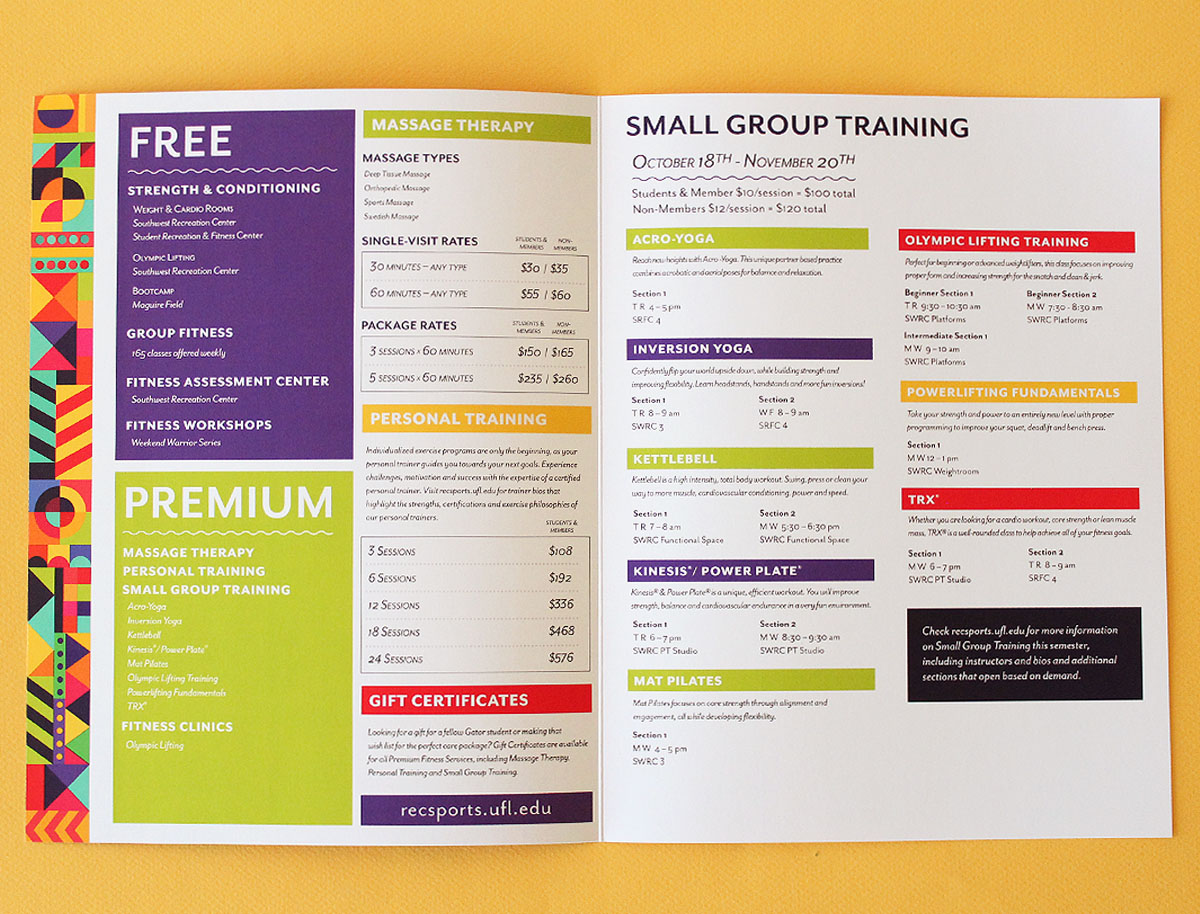 FREE
STRENGTH & CONDITIONING
WEIGHT & CARDIO ROOMS
Southwest Recreation Center
Student Recreation & Fitness Center
OLYMPIC LIFTING
Southwest Recreation Center
BOOTCAMP
Maguire Field
GROUP FITNESS
165 classes offered weekly
FITNESS ASSESSMENT CENTER
Southwest Recreation Center
FITNESS WORKSHOPS
Weekend Warrior Series
PREMIUM
MASSAGE THERAPY
PERSONAL TRAINING
SMALL GROUP TRAINING
Acro-Yoga
Inversion Yoga
Kettlebell
Kinesis®/Power Plate®
Mat Pilates
Olympic Lifting Training
Powerlifting Fundamentals
TRX®
FITNESS CLINICS
Olympic Lifting
MASSAGE THERAPY
MASSAGE TYPES
Deep Tissue Massage
Orthopedic Massage
Sports Massage
Swedish Massage
SINGLE-VISIT RATES STUDENTS & MEMBERS NON-MEMBERS
30 MINUTES – ANY TYPE $30 | $35
60 MINUTES – ANY TYPE $55 | $60
PACKAGE RATES STUDENTS & MEMBERS NON-MEMBERS
3 SESSIONS × 60 MINUTES $150 | $165
5 SESSIONS × 60 MINUTES $235 | $260
PERSONAL TRAINING
Individualized exercise programs are only the beginning, as your
personal trainer guides you towards your next goals. Experience
challenges, motivation and success with the expertise of a certified
personal trainer. Visit recsports.ufl.edu for trainer bios that
highlight the strengths, certifications and exercise philosophies of
our personal trainers.
STUDENTS &
MEMBERS
3 SESSIONS $108
6 SESSIONS $192
12 SESSIONS $336
18 SESSIONS $468
24 SESSIONS $576
GIFT CERTIFICATES
Looking for a gift for a fellow Gator student or making that
wish list for the perfect care package? Gift Certificates are available
for all Premium Fitness Services, including Massage Therapy,
Personal Training and Small Group Training.
recsports.ufl.edu
SMALL GROUP TRAINING
OCTOBER 18TH - NOVEMBER 20TH
Students & Member $10/session = $100 total
Non-Members $12/session = $120 total
ACRO-YOGA
Reach new heights with Acro-Yoga. This unique partner based practice
combines acrobatic and aerial poses for balance and relaxation.
Section 1
T R 4 – 5 pm
SRFC 4
INVERSION YOGA
Confidently flip your world upside down, while building strength and
improving flexibility. Learn headstands, handstands and more fun inversions!
Section 1 Section 2
T R 8 – 9 am W F 8 – 9 am
SWRC 3 SRFC 4
KETTLEBELL
Kettlebell is a high intensity, total body workout. Swing, press or clean your
way to more muscle, cardiovascular conditioning, power and speed.
Section 1 Section 2
T R 7 – 8 am M W 5:30 – 6:30 pm
SWRC Functional Space SWRC Functional Space
KINESIS®/ POWER PLATE®
Kinesis® & Power Plate® is a unique, efficient workout. You will improve
strength, balance and cardiovascular endurance in a very fun environment.
Section 1 Section 2
T R 6 – 7 pm M W 8:30 – 9:30 am
SWRC PT Studio SWRC PT Studio
MAT PILATES
Mat Pilates focuses on core strength through alignment and
engagement, all while developing flexibility.
Section 1
M W 4 – 5 pm
SWRC 3
OLYMPIC LIFTING TRAINING
Perfect for beginning or advanced weightlifters, this class focuses on improving
proper form and increasing strength for the snatch and clean & jerk.
Beginner Section 1 Beginner Section 2
T R 9:30 – 10:30 am M W 7:30 - 8:30 am
SWRC Platforms SWRC Platforms
Intermediate Section 1
M W 9 – 10 am
SWRC Platforms
POWERLIFTING FUNDAMENTALS
Take your strength and power to an entirely new level with proper
programming to improve your squat, deadlift and bench press.
Section 1
M W 12 – 1 pm
SWRC Weightroom
TRX®
Whether you are looking for a cardio workout, core strength or lean muscle
mass, TRX® is a well-rounded class to help achieve all of your fitness goals.
Section 1 Section 2
M W 6 – 7 pm T R 8 – 9 am
SWRC PT Studio SRFC 4
Check recsports.ufl.edu for more information
on Small Group Training this semester,
including instructors and bios and additional
sections that open based on demand.